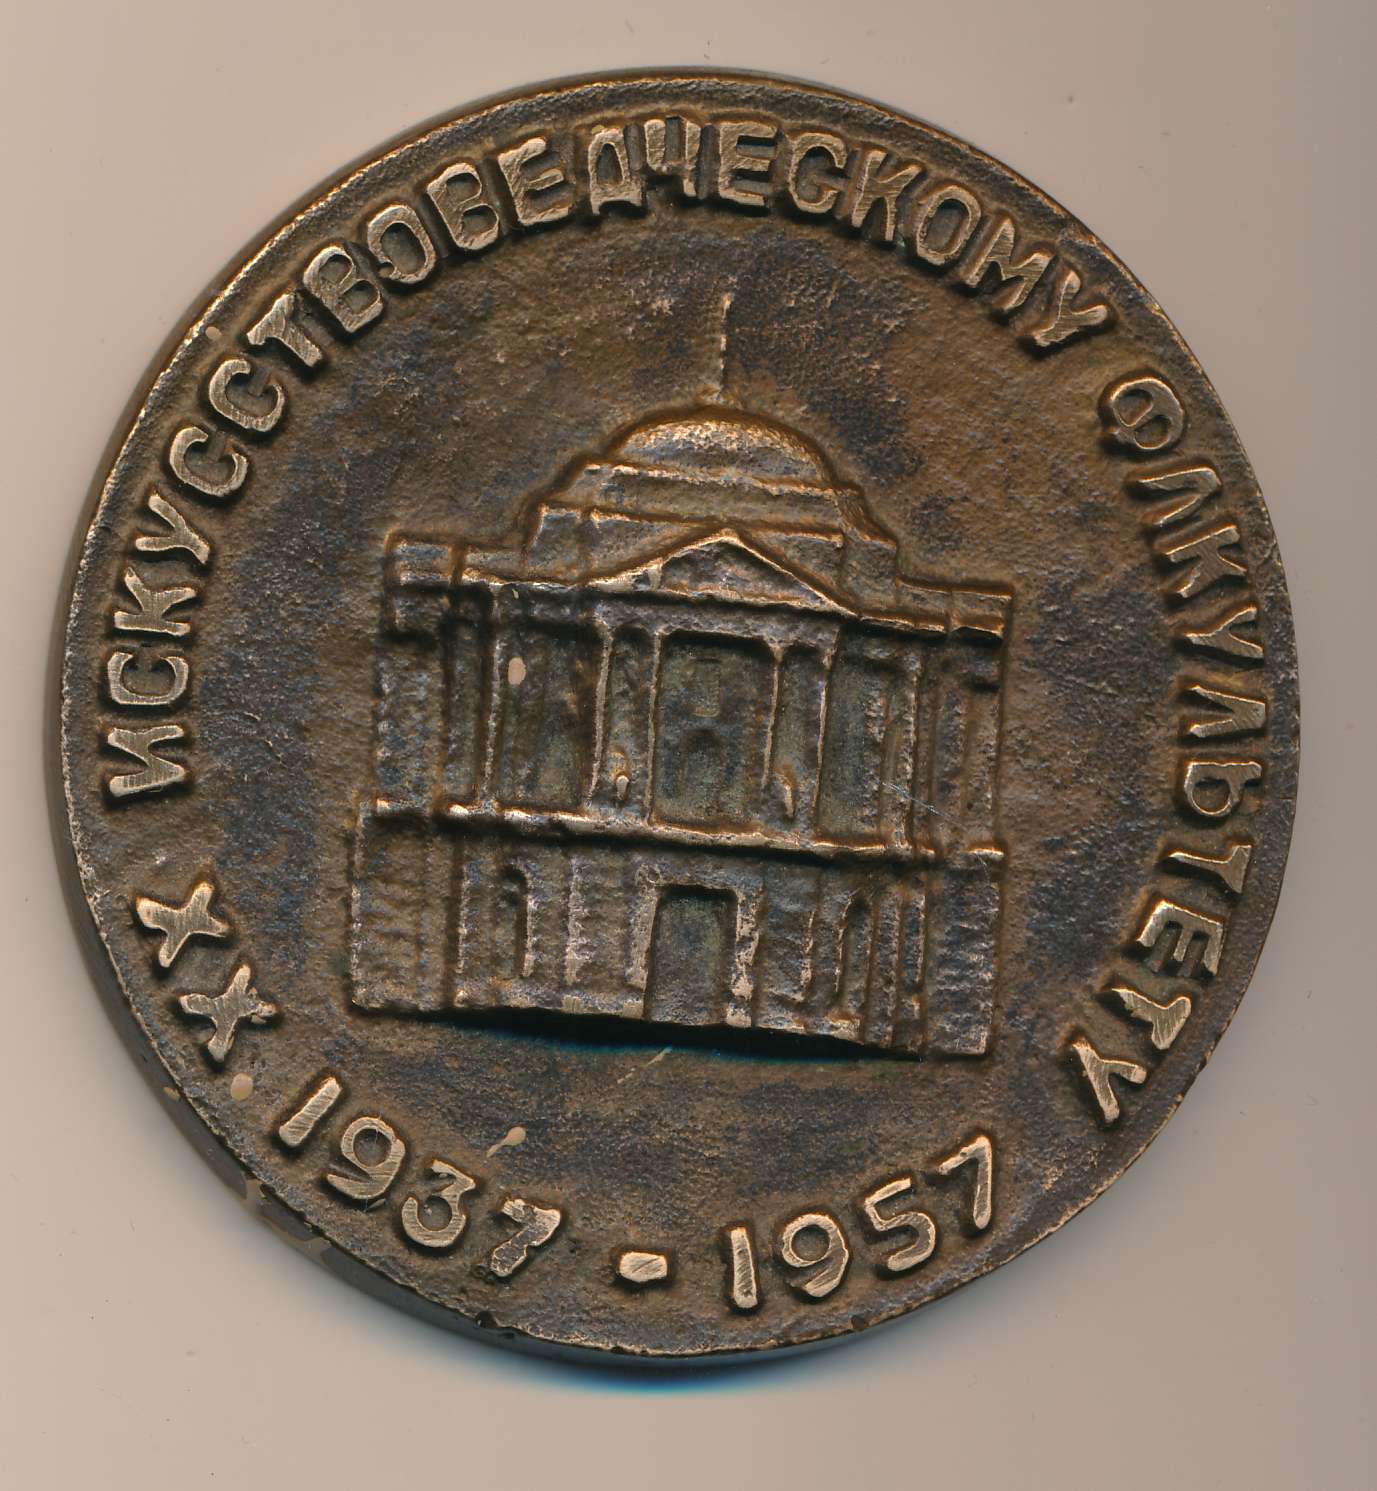 ИСКУССТВОВЕДЧЕСКОМУ ФАКУЛЬТЕТУ
XX 1937 - 1957